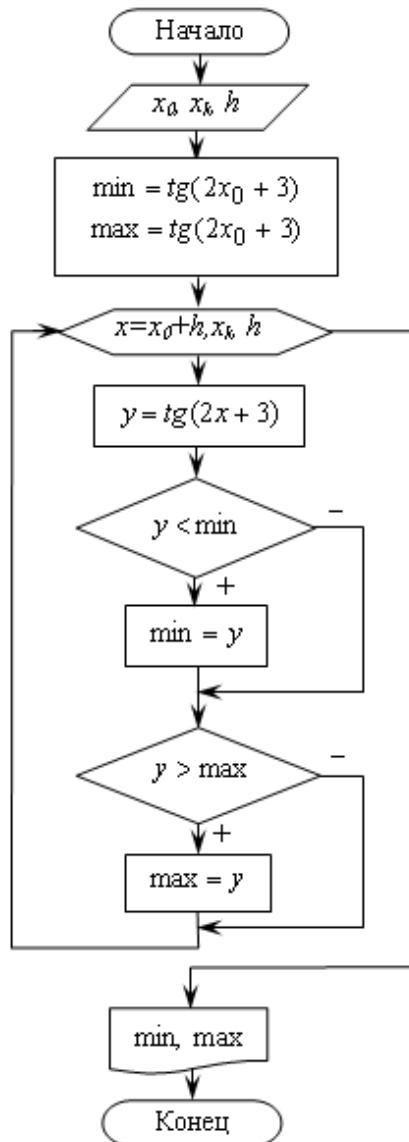 Начало
x₀, xₖ, h
min = tg(2x₀ + 3)
max = tg(2x₀ + 3)
x=x₀+h, xₖ, h
y = tg(2x + 3)
y < min
−
+
min = y
y > max
−
+
max = y
min, max
Конец